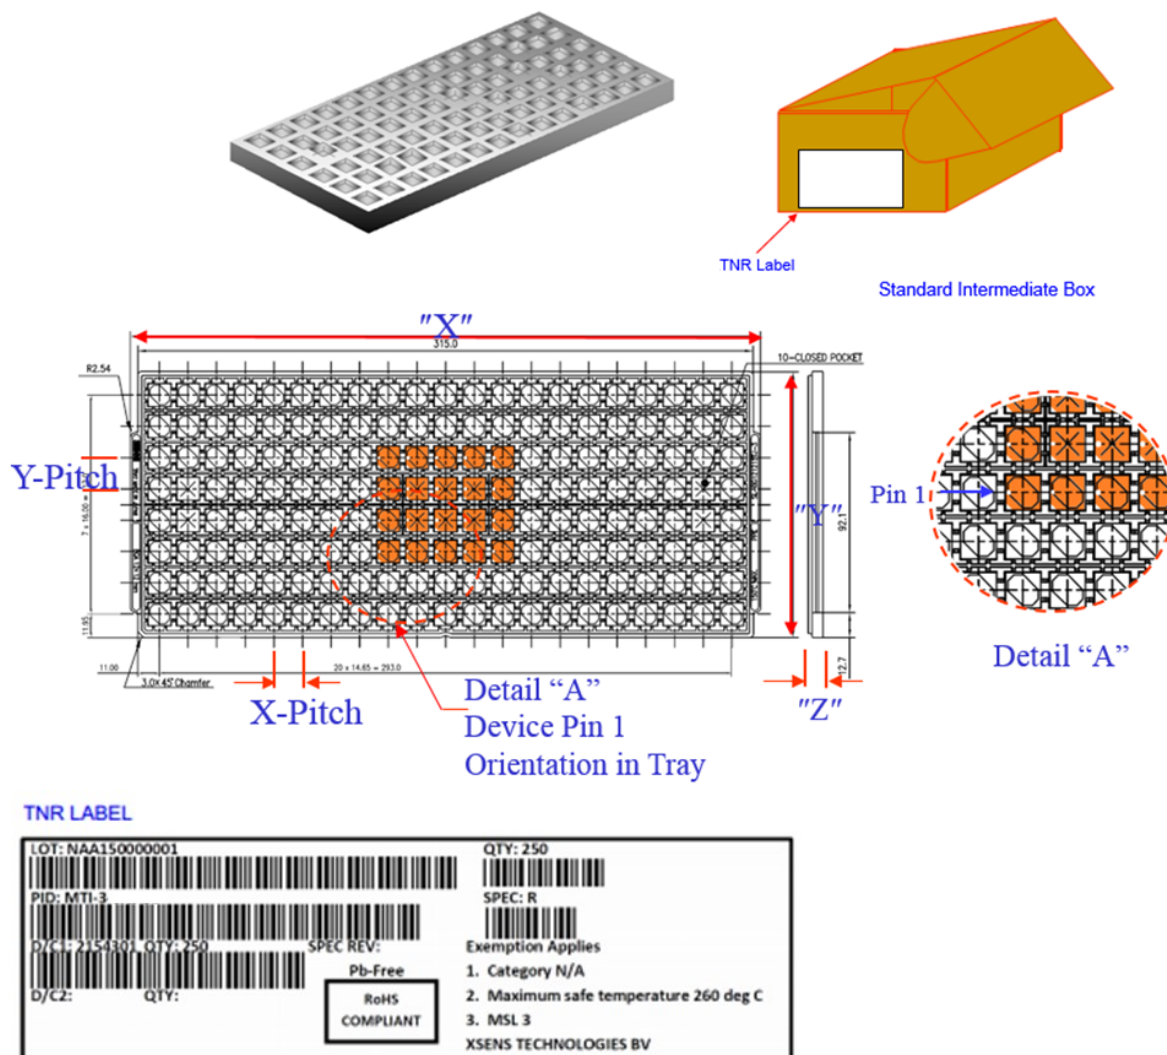 TNR Label
Standard Intermediate Box
"X"
315.0
10-CLOSED POCKET
R2.54
Y-Pitch
7 x 16.00 =
"Y"
92.1
Pin 1
11.95
11.00
20 x 14.65 = 293.0
3.0X45°Chamfer
12.7
X-Pitch
Detail “A”
Device Pin 1
Orientation in Tray
"Z"
Detail “A”
TNR LABEL
LOT: NAA150000001 QTY: 250
PID: MTI-3 SPEC: R
D/C1: 2154301 QTY: 250 SPEC REV: Exemption Applies
Pb-Free 1. Category N/A
D/C2: QTY: RoHS 2. Maximum safe temperature 260 deg C
COMPLIANT 3. MSL 3
XSENS TECHNOLOGIES BV